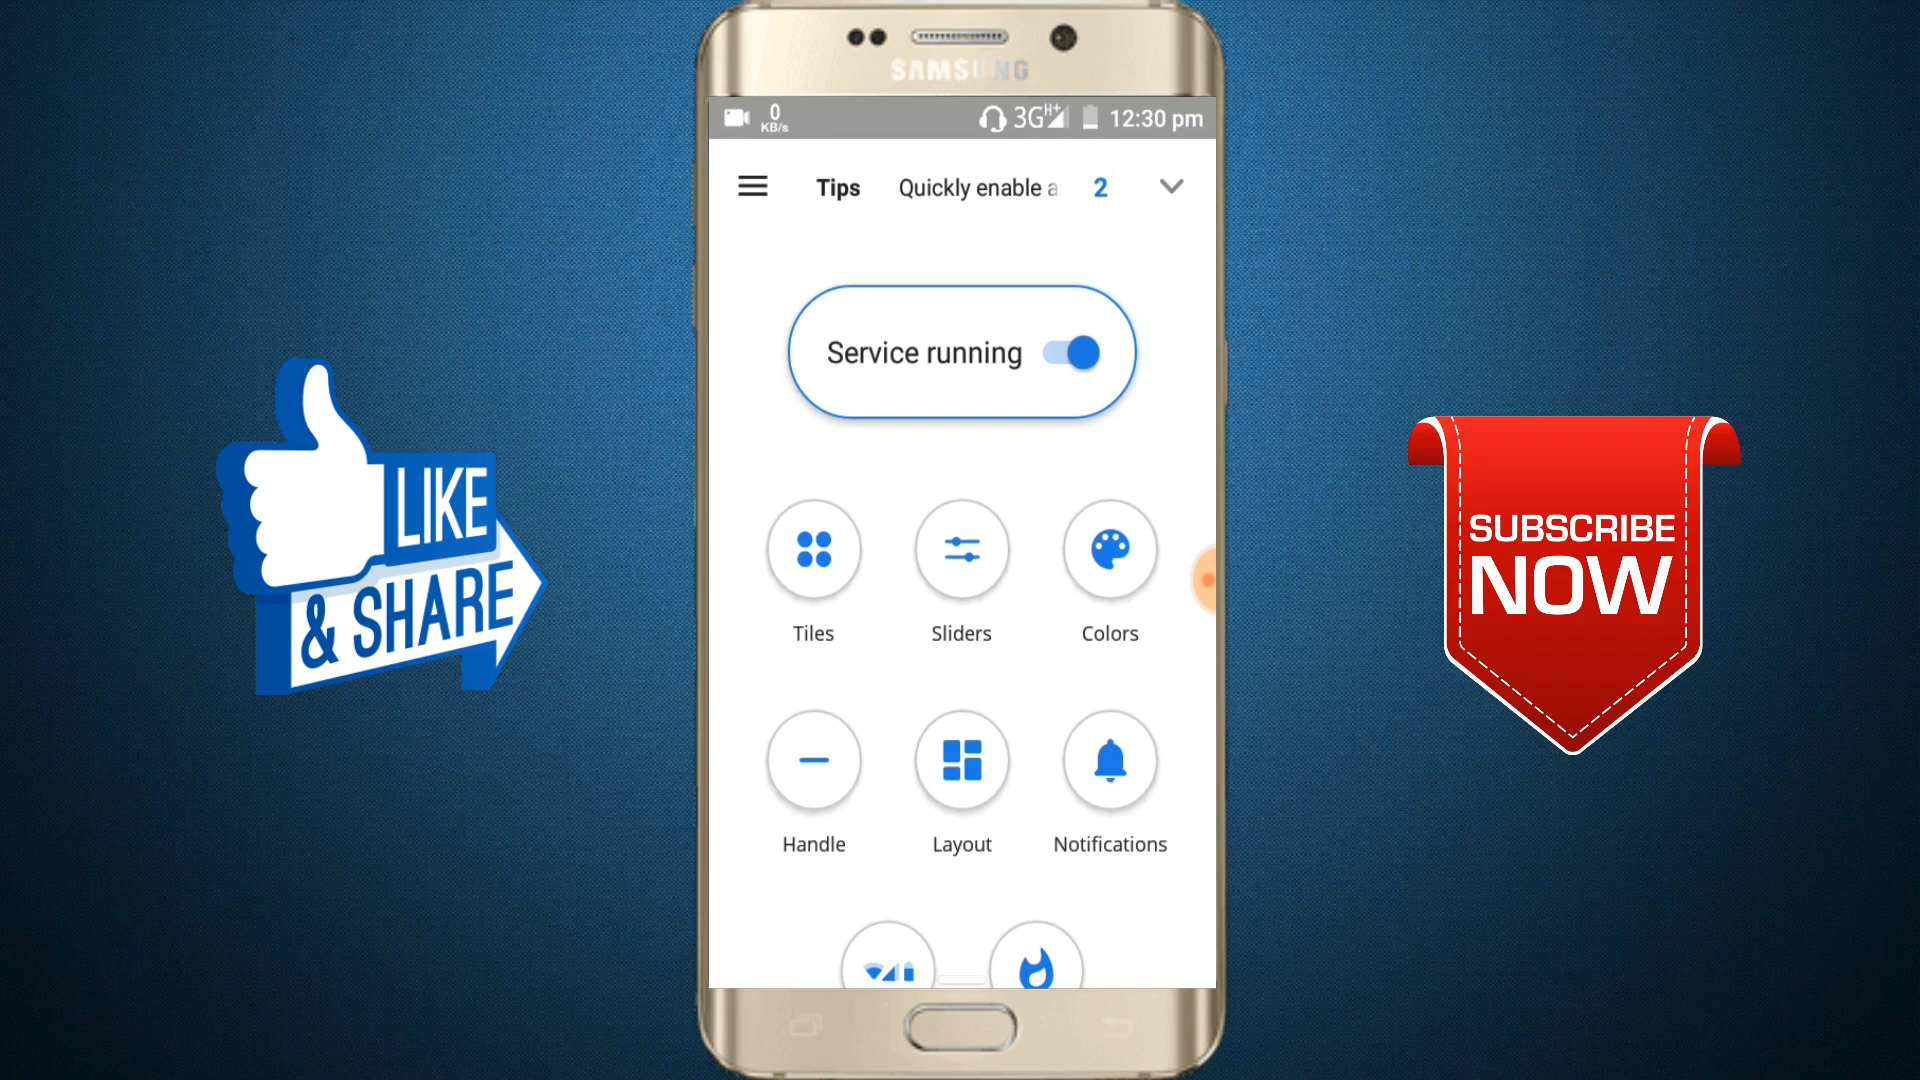 SAMSUNG
0
KB/s
3G H+
12:30 pm
Tips
Quickly enable a
2
Service running
Tiles
Sliders
Colors
Handle
Layout
Notifications
LIKE
& SHARE
SUBSCRIBE
NOW